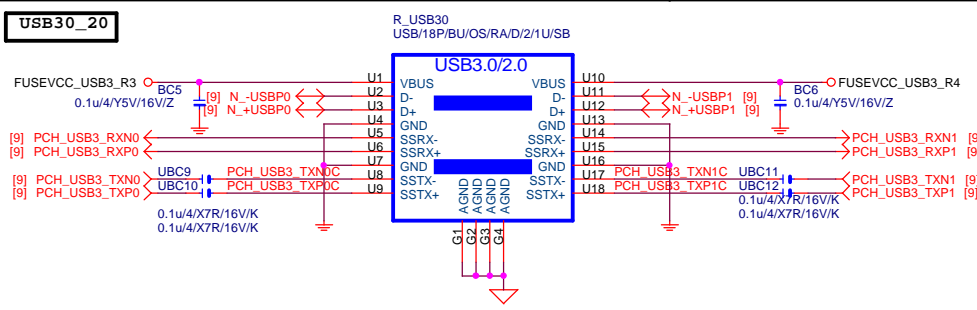 USB30_20
R_USB30
USB/18P/BU/OS/RA/D/2/1U/SB
USB3.0/2.0
FUSEVCC_USB3_R3
BC5
0.1u/4/Y5V/16V/Z
U1
VBUS
VBUS
U10
FUSEVCC_USB3_R4
BC6
0.1u/4/Y5V/16V/Z
[9] N_-USBP0
U2
D-
D-
U11
N_-USBP1 [9]
[9] N_+USBP0
U3
D+
D+
U12
N_+USBP1 [9]
U4
GND
GND
U13
[9] PCH_USB3_RXN0
U5
SSRX-
SSRX-
U14
PCH_USB3_RXN1 [9]
[9] PCH_USB3_RXP0
U6
SSRX+
SSRX+
U15
PCH_USB3_RXP1 [9]
U7
GND
GND
U16
[9] PCH_USB3_TXN0
UBC9
PCH_USB3_TXN0C
U8
SSTX-
SSTX-
U17
PCH_USB3_TXN1C
UBC11
PCH_USB3_TXN1 [9]
[9] PCH_USB3_TXP0
UBC10
PCH_USB3_TXP0C
U9
SSTX+
SSTX+
U18
PCH_USB3_TXP1C
UBC12
PCH_USB3_TXP1 [9]
0.1u/4/X7R/16V/K
0.1u/4/X7R/16V/K
0.1u/4/X7R/16V/K
0.1u/4/X7R/16V/K
AGND
AGND
AGND
AGND
G1
G2
G3
G4